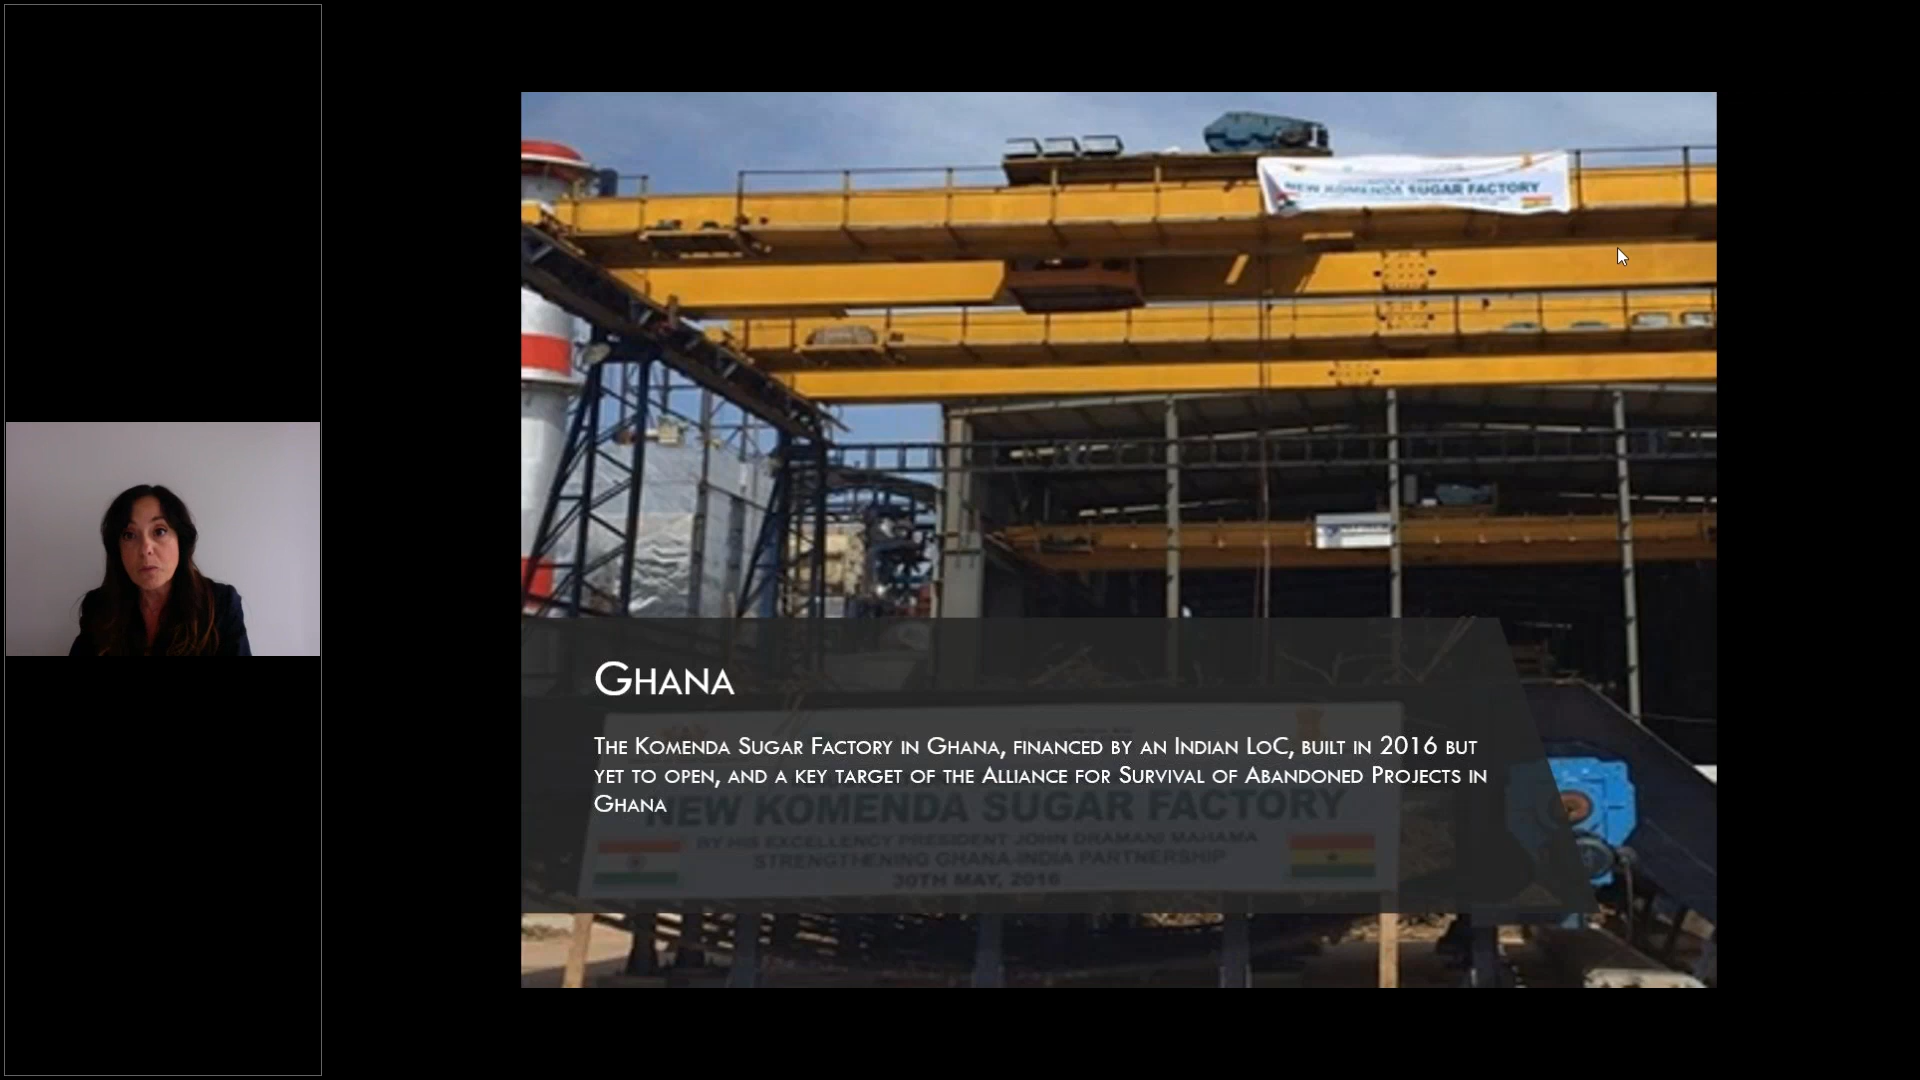 NEW KOMENDA SUGAR FACTORY
GHANA
THE KOMENDA SUGAR FACTORY IN GHANA, FINANCED BY AN INDIAN LOC, BUILT IN 2016 BUT
YET TO OPEN, AND A KEY TARGET OF THE ALLIANCE FOR SURVIVAL OF ABANDONED PROJECTS IN
GHANA
NEW KOMENDA SUGAR FACTORY
BY HIS EXCELLENCY PRESIDENT JOHN DRAMANI MAHAMA
STRENGTHENING GHANA-INDIA PARTNERSHIP
30TH MAY, 2016